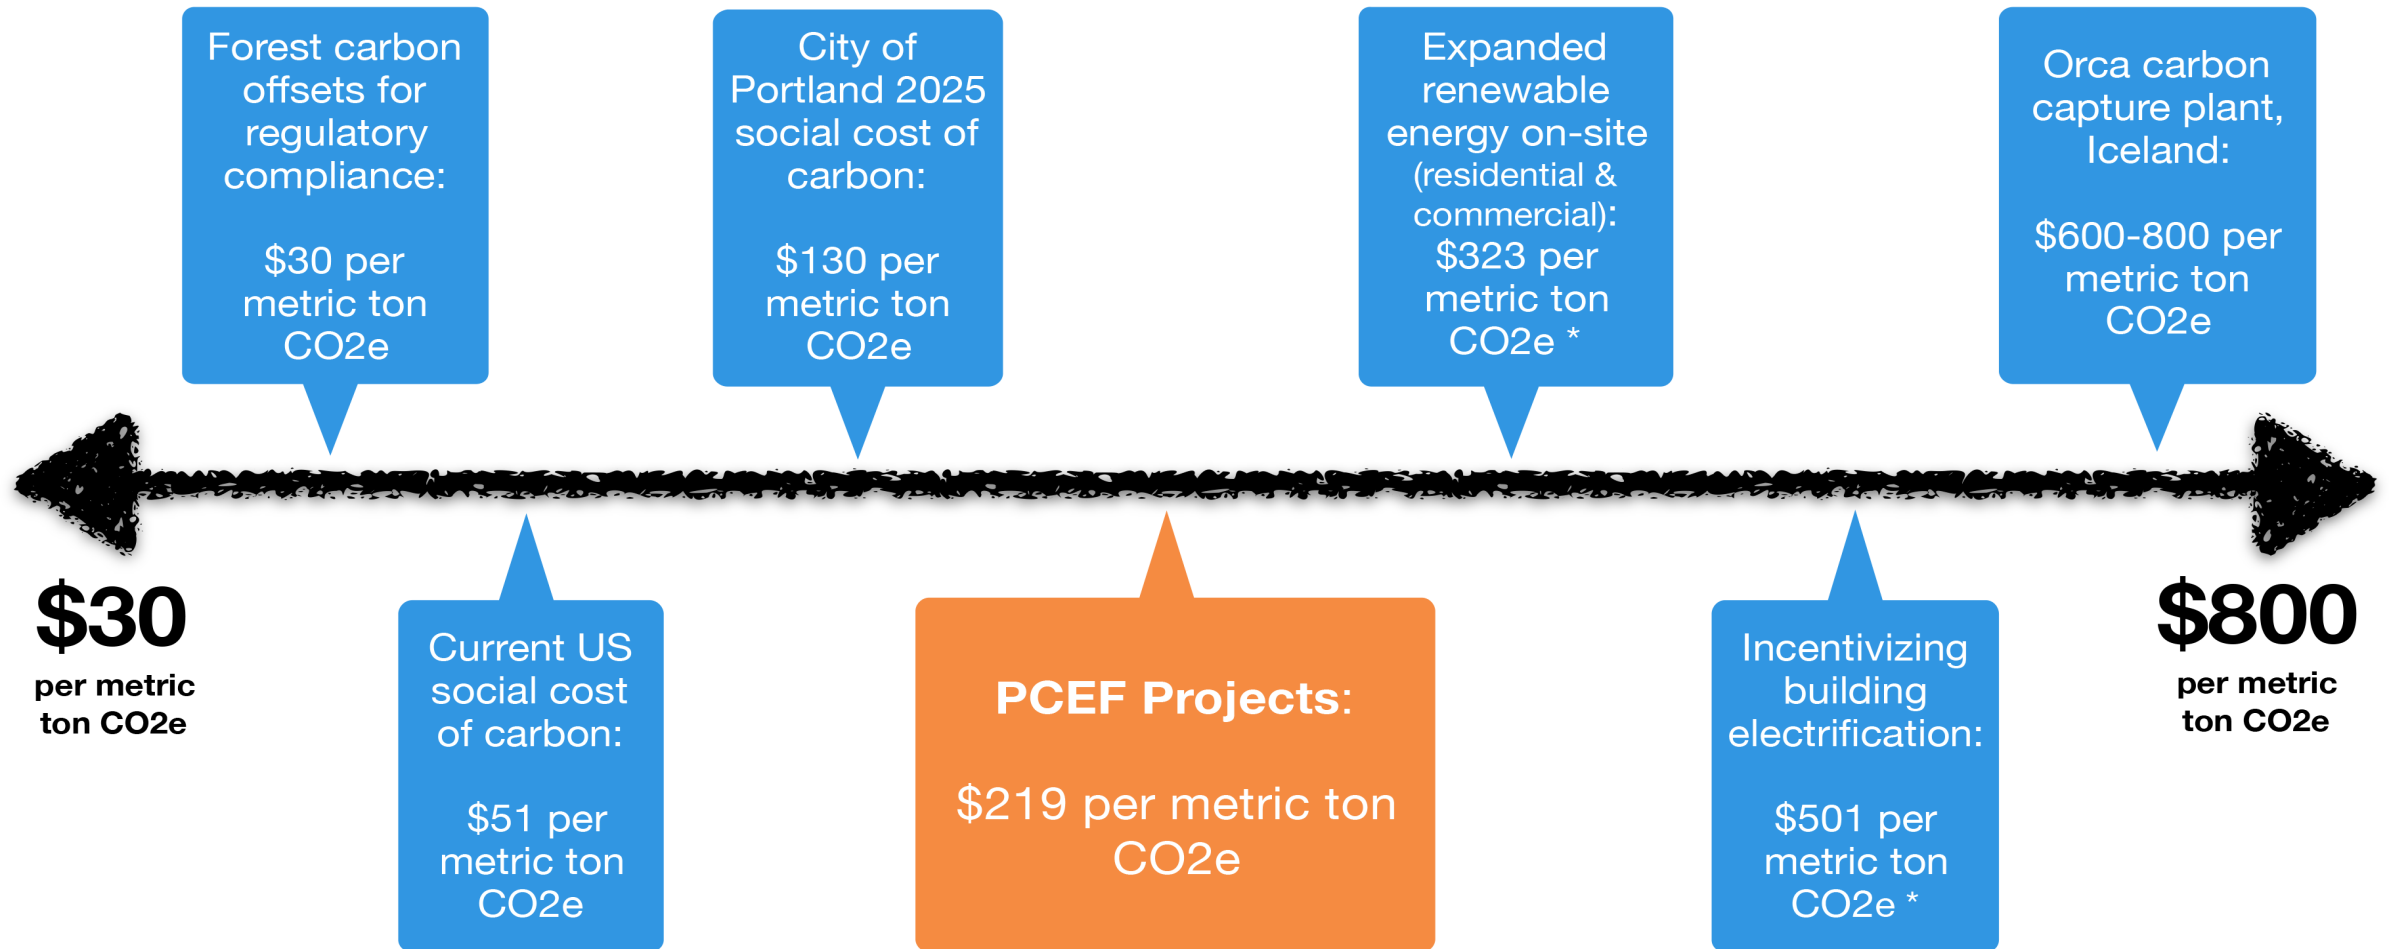 Forest carbon
offsets for
regulatory
compliance:
$30 per
metric ton
CO2e
City of
Portland 2025
social cost of
carbon:
$130 per
metric ton
CO2e
Expanded
renewable
energy on-site
(residential &
commercial):
$323 per
metric ton
CO2e *
Orca carbon
capture plant,
Iceland:
$600-800 per
metric ton
CO2e
$30
per metric
ton CO2e
Current US
social cost
of carbon:
$51 per
metric ton
CO2e
PCEF Projects:
$219 per metric ton
CO2e
Incentivizing
building
electrification:
$501 per
metric ton
CO2e *
$800
per metric
ton CO2e